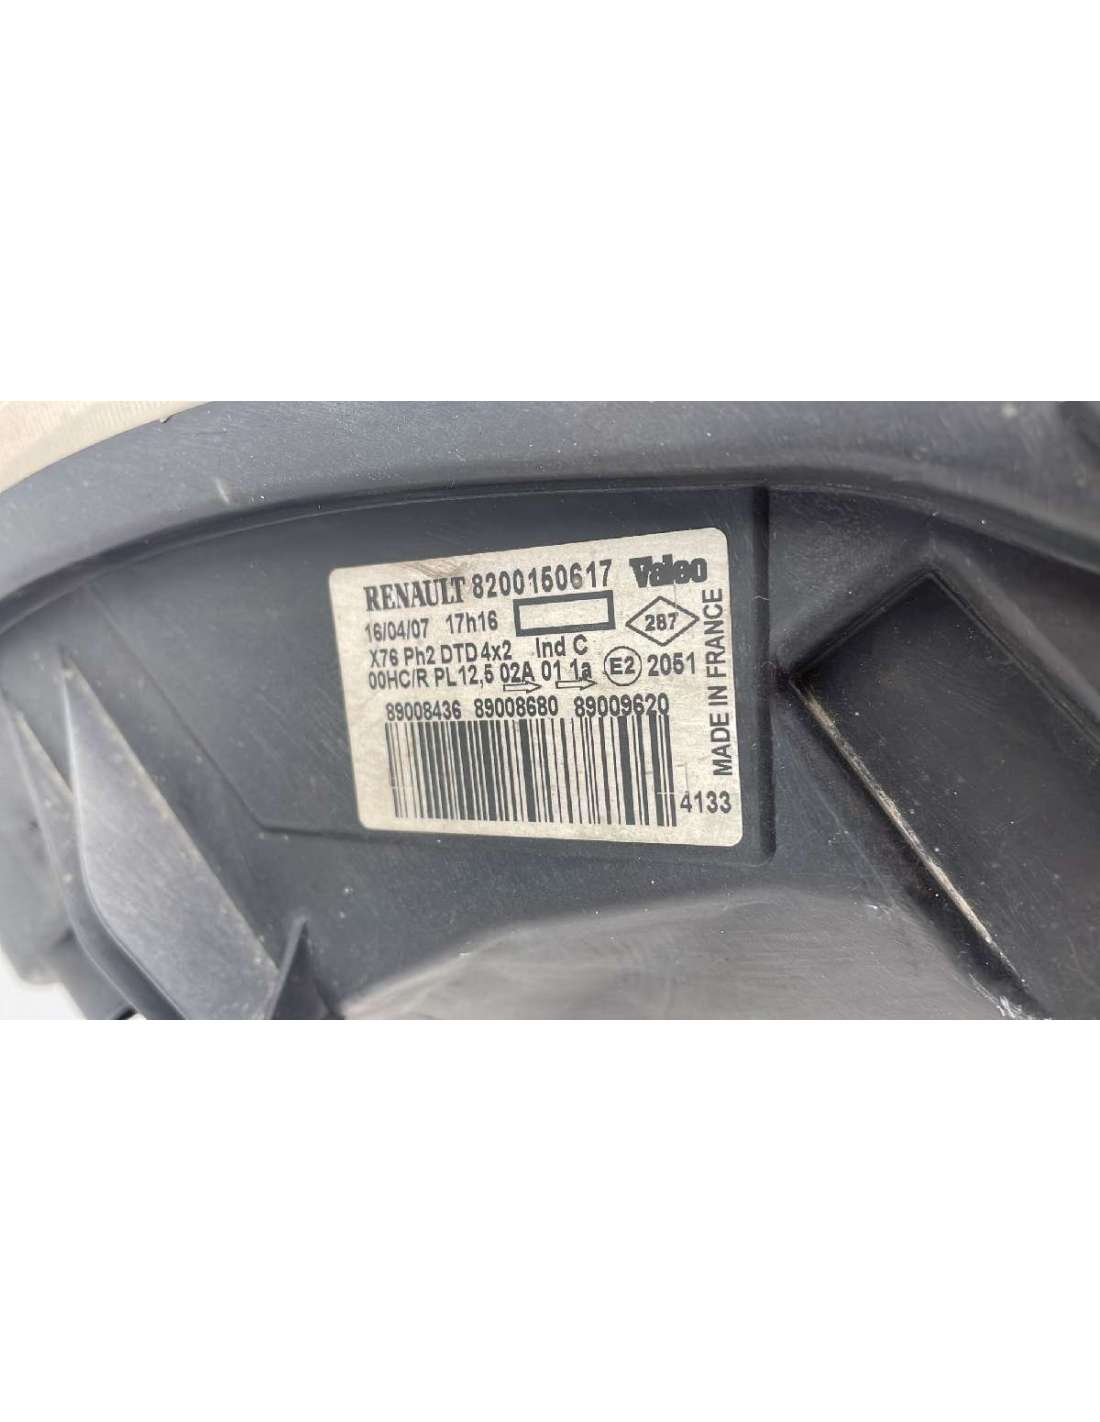 RENAULT 8200150617 Valeo
16/04/07 17h16
287
X76 Ph2 DTD 4x2 Ind C
00HC/R PL 12,5 02A 01 1a E2 2051
89008436 89008680 89009620
4133
MADE IN FRANCE